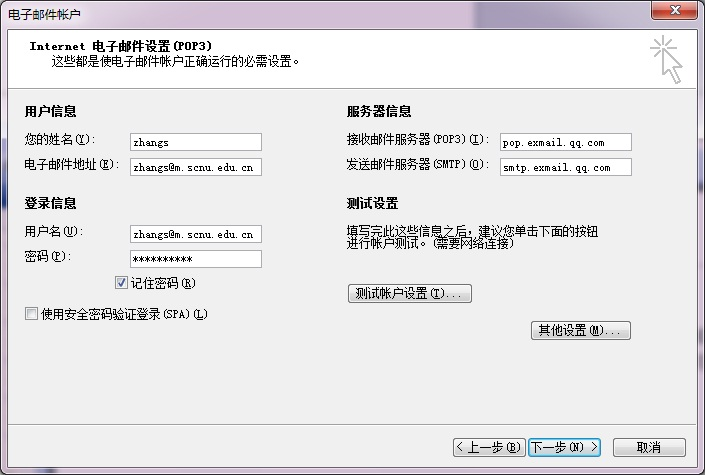 电子邮件帐户
Internet 电子邮件设置(POP3)
这些都是使电子邮件帐户正确运行的必需设置。
用户信息
您的姓名(Y):
zhangs
电子邮件地址(E):
zhangs@m.scnu.edu.cn
服务器信息
接收邮件服务器(POP3)(I):
pop.exmail.qq.com
发送邮件服务器(SMTP)(O):
smtp.exmail.qq.com
登录信息
用户名(U):
zhangs@m.scnu.edu.cn
密码(P):
**********
记住密码(R)
使用安全密码验证登录(SPA)(L)
测试设置
填写完此这些信息之后，建议您单击下面的按钮
进行帐户测试。(需要网络连接)
测试帐户设置(T)...
其他设置(M)...
< 上一步(B)
下一步(N) >
取消